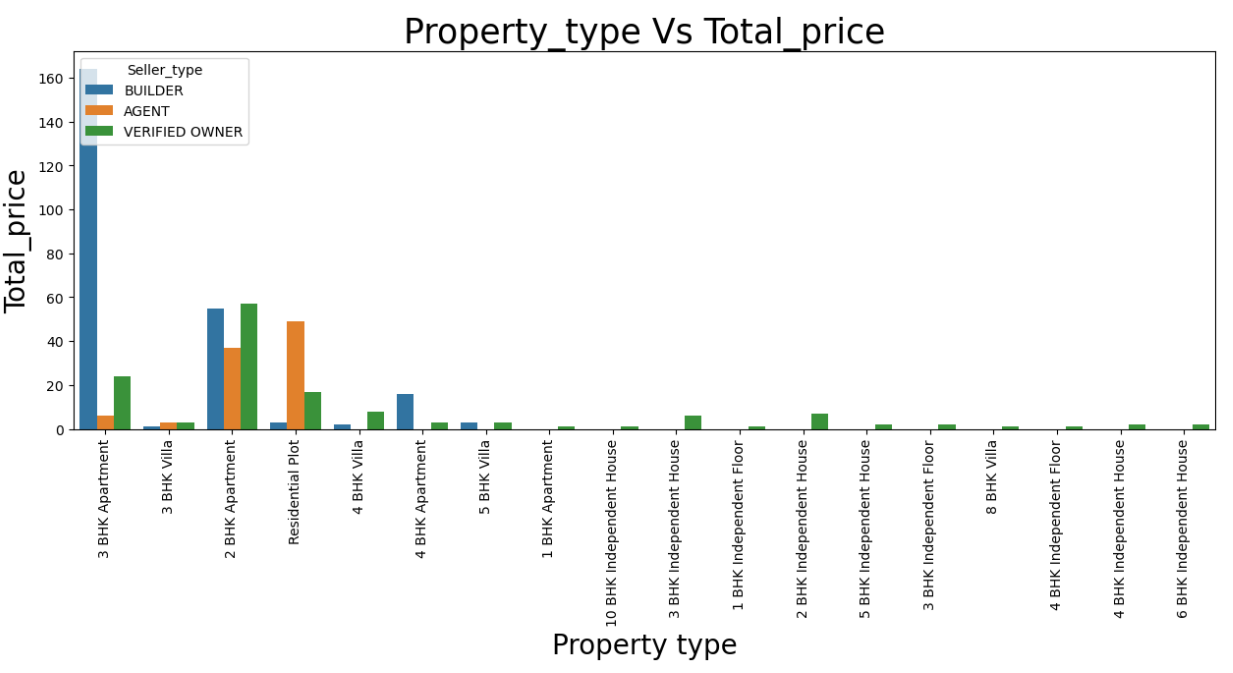 Property_type Vs Total_price
Total_price
160
140
120
100
80
60
40
20
0
Seller_type
BUILDER
AGENT
VERIFIED OWNER
3 BHK Apartment
3 BHK Villa
2 BHK Apartment
Residential Plot
4 BHK Villa
4 BHK Apartment
5 BHK Villa
1 BHK Apartment
10 BHK Independent House
3 BHK Independent House
1 BHK Independent Floor
2 BHK Independent House
5 BHK Independent House
3 BHK Independent Floor
8 BHK Villa
4 BHK Independent Floor
4 BHK Independent House
6 BHK Independent House
Property type